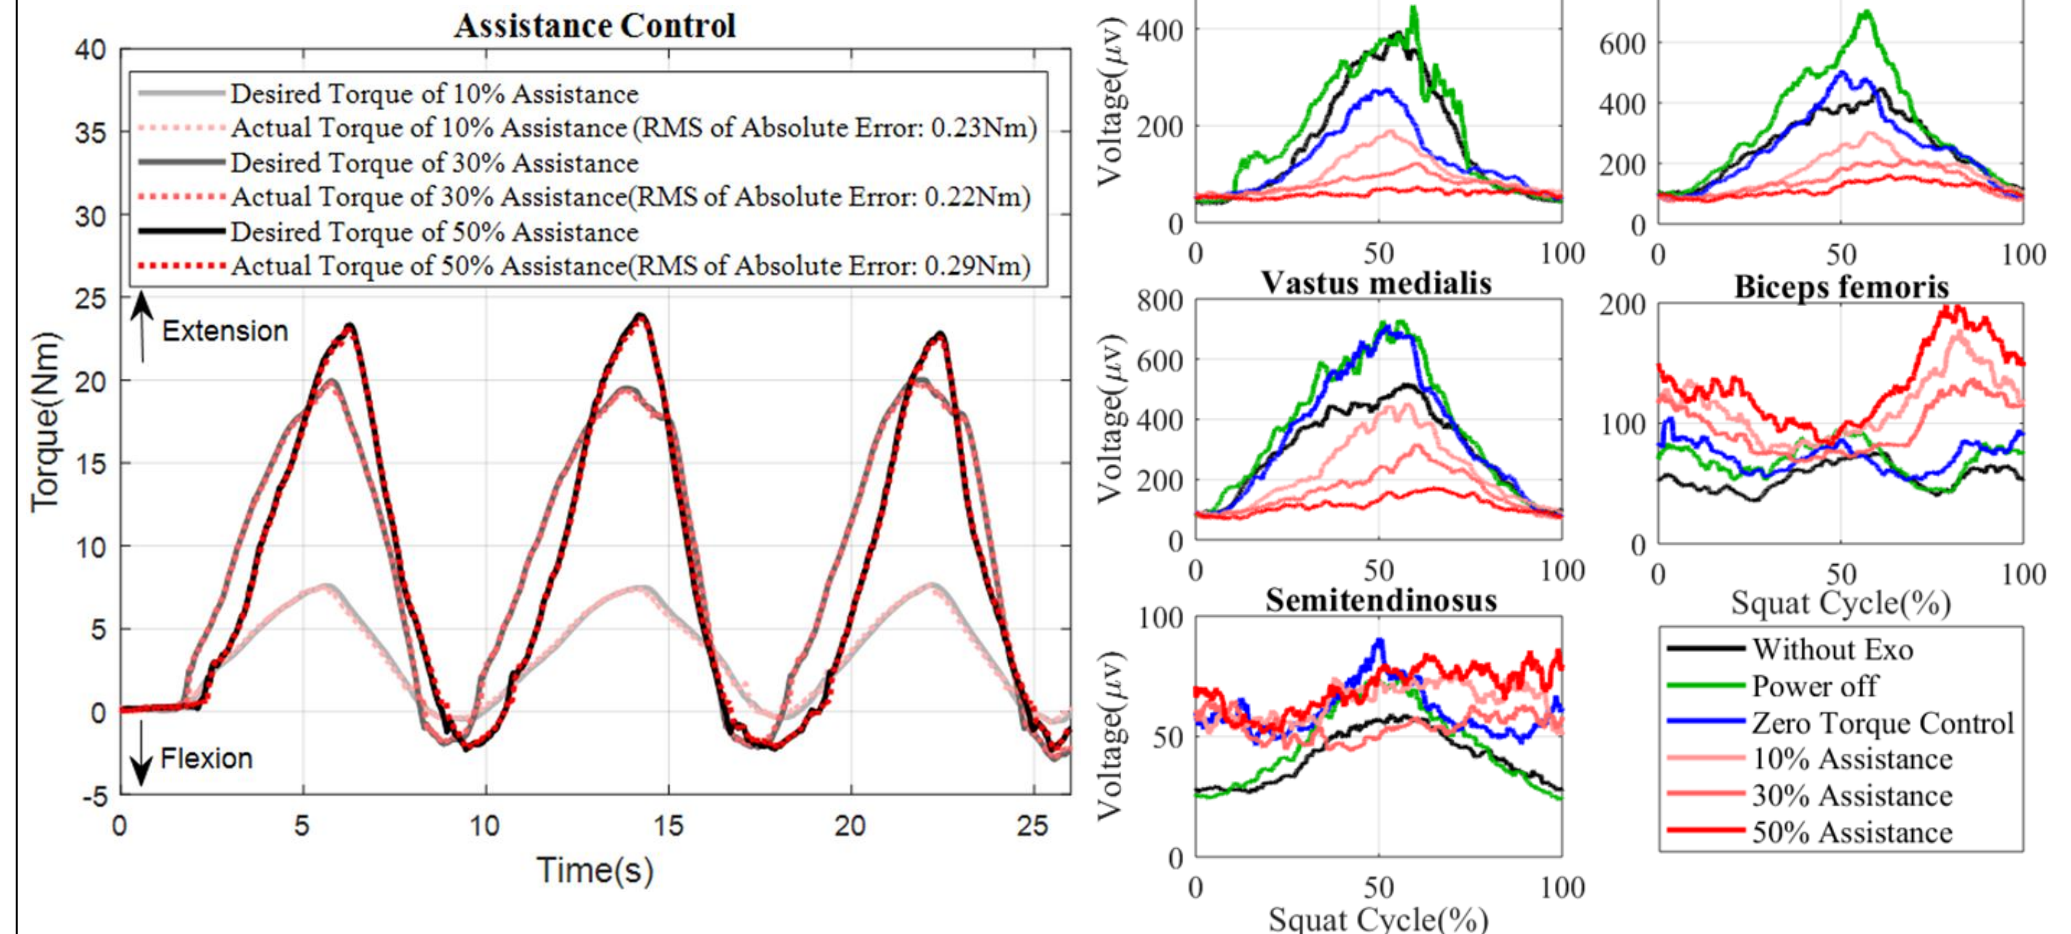 Assistance Control
40
35
30
25
20
15
10
5
0
-5
Desired Torque of 10% Assistance
Actual Torque of 10% Assistance (RMS of Absolute Error: 0.23Nm)
Desired Torque of 30% Assistance
Actual Torque of 30% Assistance(RMS of Absolute Error: 0.22Nm)
Desired Torque of 50% Assistance
Actual Torque of 50% Assistance(RMS of Absolute Error: 0.29Nm)
Extension
Flexion
Torque(Nm)
0 5 10 15 20 25
Time(s)
Voltage(μv)
400
200
0
0 50 100
600
400
200
0
0 50 100
Vastus medialis
Voltage(μv)
800
600
400
200
0
0 50 100
Biceps femoris
200
100
0
0 50 100
Squat Cycle(%)
Semitendinosus
Voltage(μv)
100
50
0
0 50 100
Squat Cycle(%)
Without Exo
Power off
Zero Torque Control
10% Assistance
30% Assistance
50% Assistance